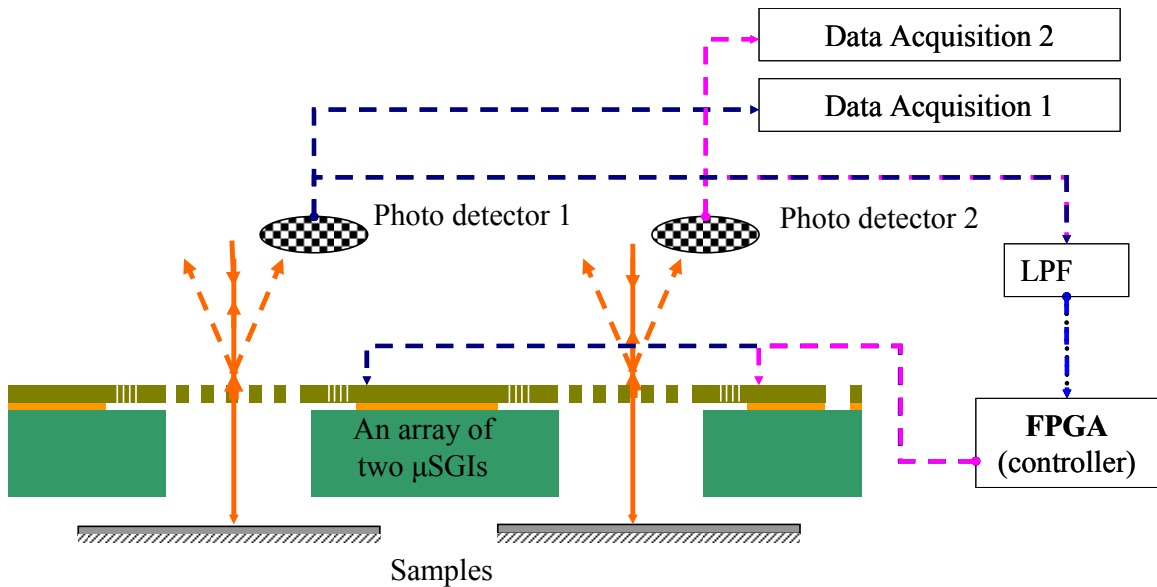 Data Acquisition 2
Data Acquisition 1
Photo detector 1
Photo detector 2
LPF
An array of
two μSGIs
FPGA
(controller)
Samples